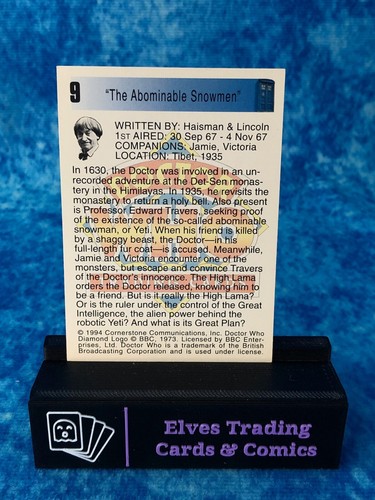 9 "The Abominable Snowmen"
WRITTEN BY: Haisman & Lincoln
1ST AIRED: 30 Sep 67 - 4 Nov 67
COMPANIONS: Jamie, Victoria
LOCATION: Tibet, 1935
In 1630, the Doctor was involved in an un-
recorded adventure at the Det-Sen monas-
tery in the Himilayas. In 1935, he revisits the
monastery to return a holy bell. Also present
is Professor Edward Travers, seeking proof
of the existence of the so-called abominable
snowman, or Yeti. When his friend is killed
by a shaggy beast, the Doctor—in his
full-length fur coat—is accused. Meanwhile,
Jamie and Victoria encounter one of the
monsters, but escape and convince Travers
of the Doctor's innocence. The High Lama
orders the Doctor released, knowing him to
be a friend. But is it really the High Lama?
Or is the ruler under the control of the Great
Intelligence, the alien power behind the
robotic Yeti? And what is its Great Plan?
© 1994 Cornerstone Communications, Inc. Doctor Who
Diamond Logo © BBC, 1973. Licensed by BBC Enter-
prises, Ltd. Doctor Who is a trademark of the British
Broadcasting Corporation and is used under license.
Elves Trading
Cards & Comics